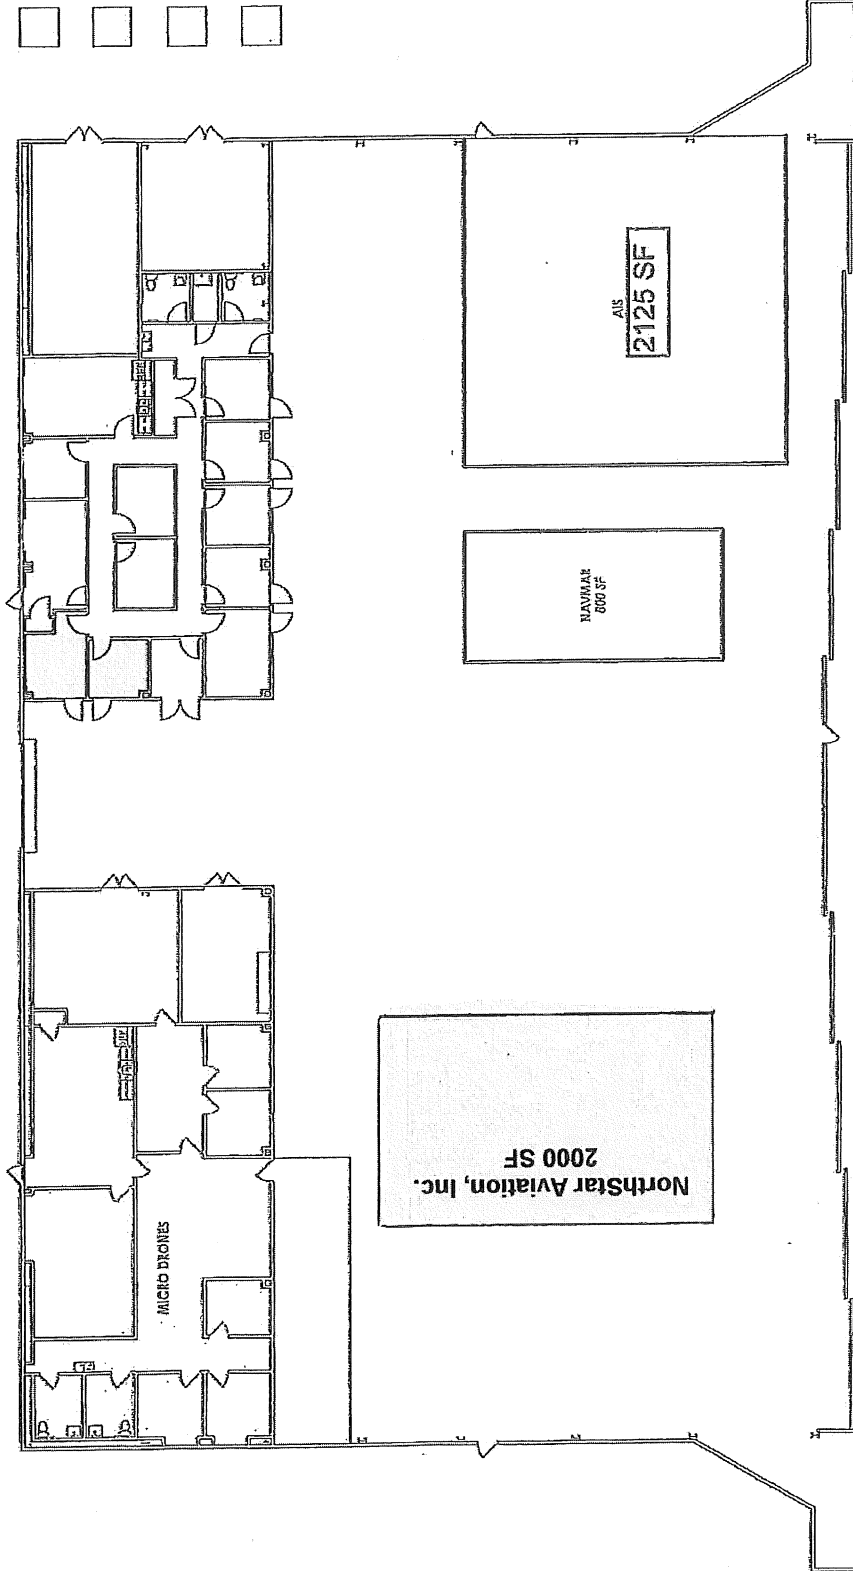 AIS
2125 SF
NAVMAR
800 SF
NorthStar Aviation, Inc.
2000 SF
MICRO DRONES